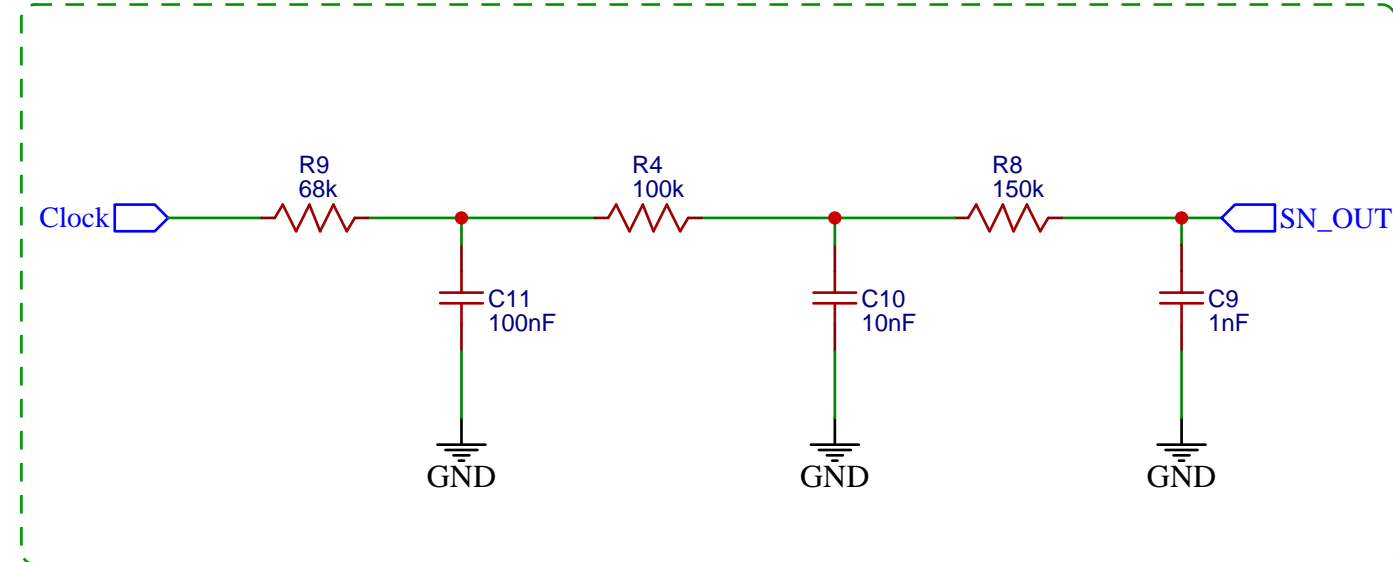 R9
68k
R4
100k
R8
150k
Clock
SN_OUT
C11
100nF
C10
10nF
C9
1nF
GND
GND
GND